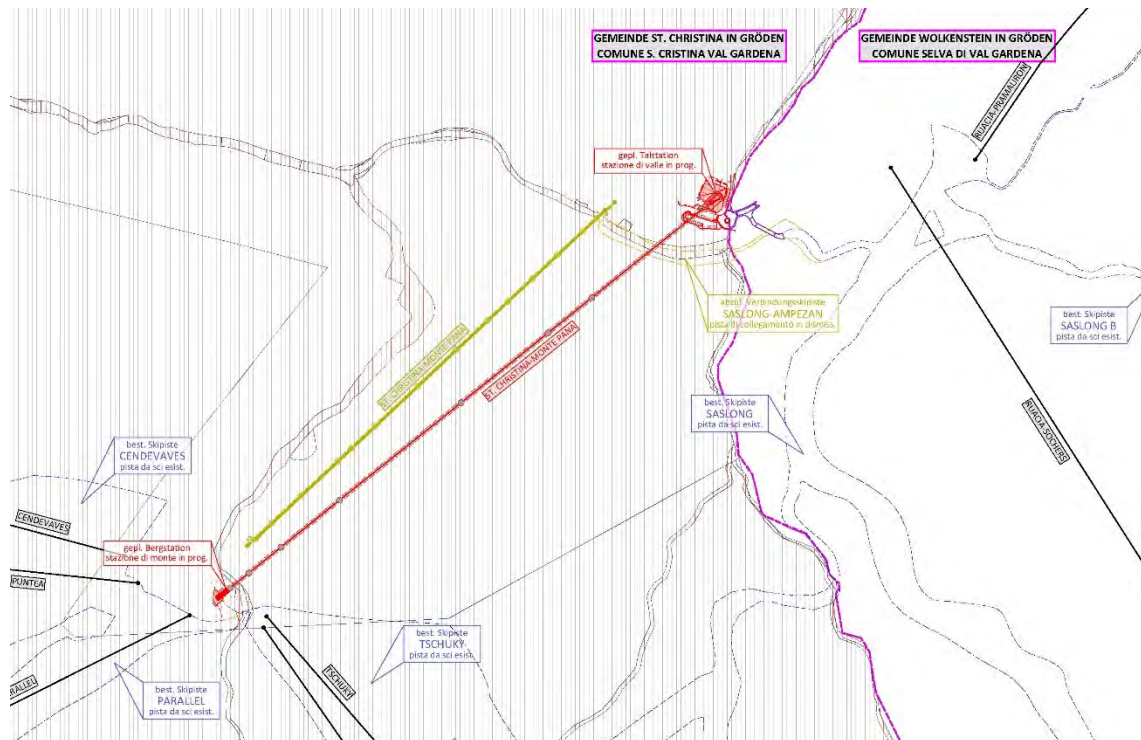 GEMEINDE ST. CHRISTINA IN GRÖDEN
COMUNE S. CRISTINA VAL GARDENA
GEMEINDE WOLKENSTEIN IN GRÖDEN
COMUNE SELVA DI VAL GARDENA
RUACIA-PRAMAURON
gepl. Talstation
stazione di valle in prog.
abzul. Verbindungsskipiste
SASLONG-AMPEZAN
pista di collegamento in dismiss.
best. Skipiste
SASLONG B
pista da sci esist.
ST. CHRISTINA-MONTE PANA
ST. CHRISTINA-MONTE PANA
best. Skipiste
SASLONG
pista da sci esist.
RUACIA-SOCHERS
best. Skipiste
CENDEVAVES
pista da sci esist.
CENDEVAVES
gepl. Bergstation
stazione di monte in prog.
PUNTEA
best. Skipiste
TSCHUKY
pista da sci esist.
TSCHUKY
RALLEL
best. Skipiste
PARALLEL
pista da sci esist.